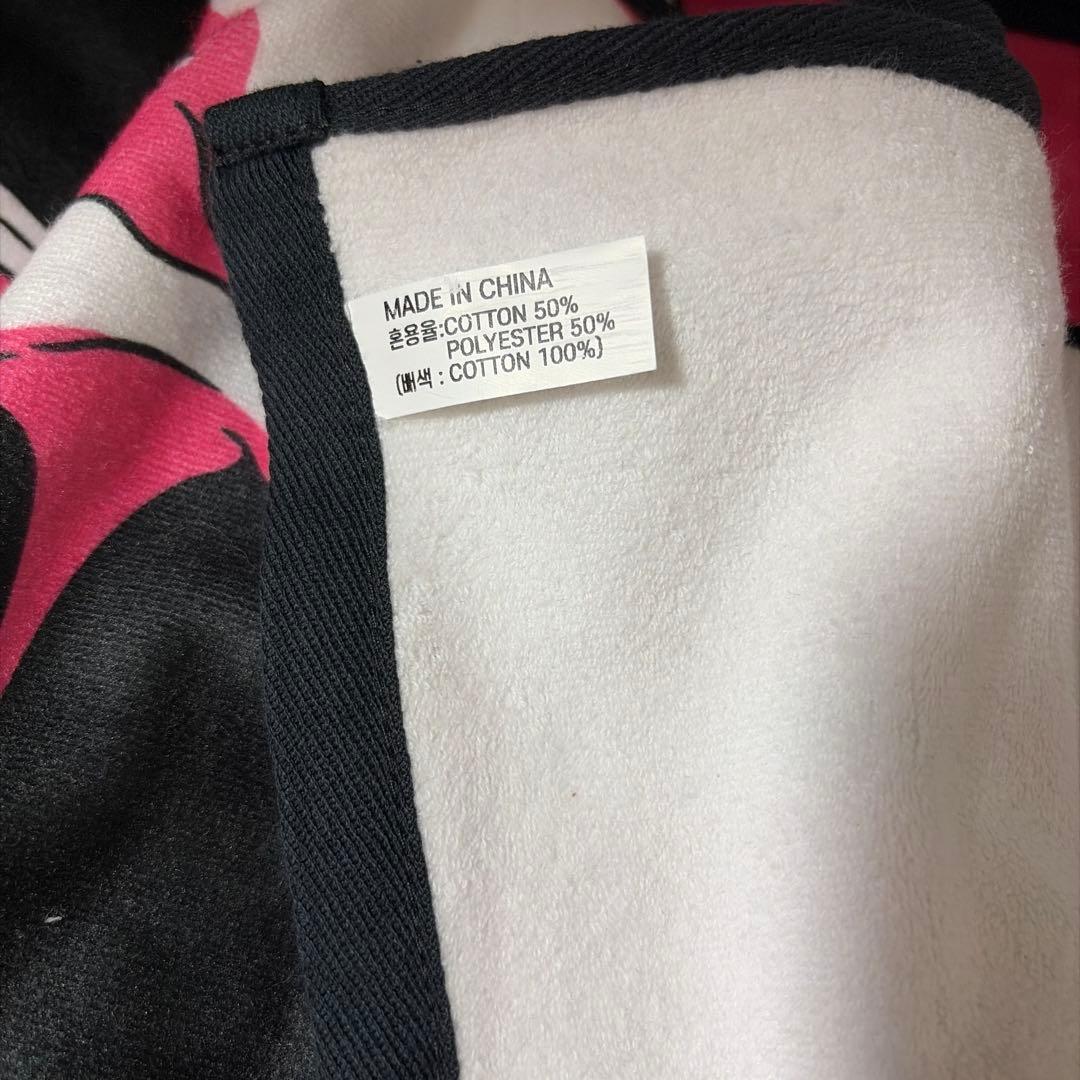 MADE IN CHINA
혼용율:COTTON 50%
POLYESTER 50%
(배색 : COTTON 100%)